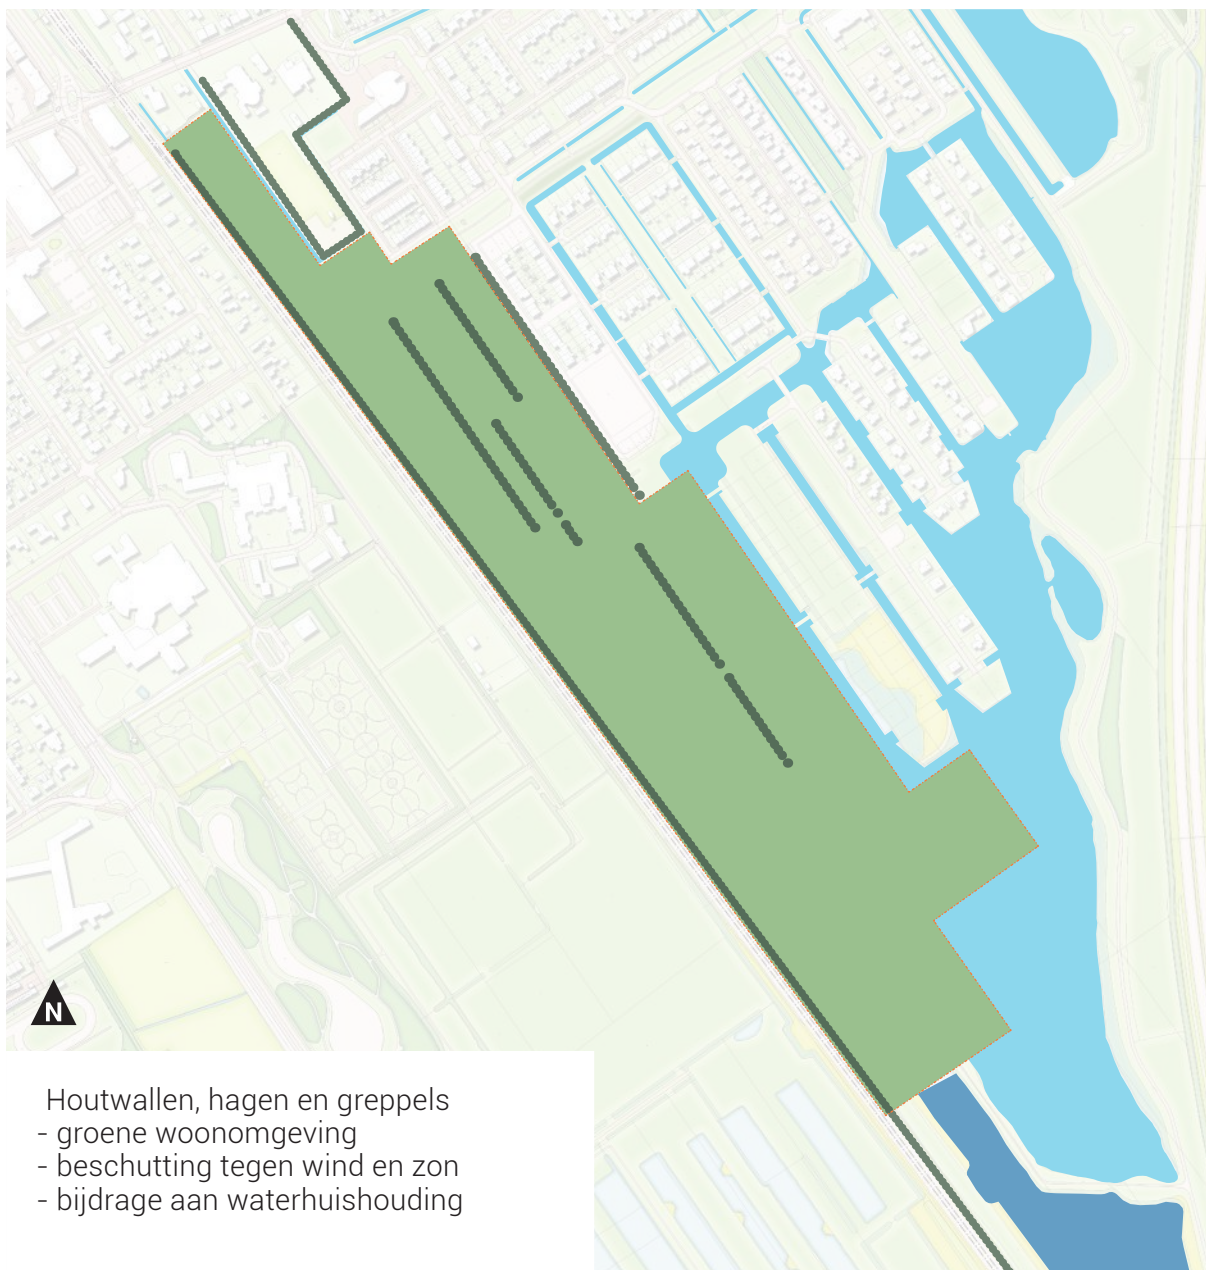 N
Houtwallen, hagen en greppels
- groene woonomgeving
- beschutting tegen wind en zon
- bijdrage aan waterhuishouding